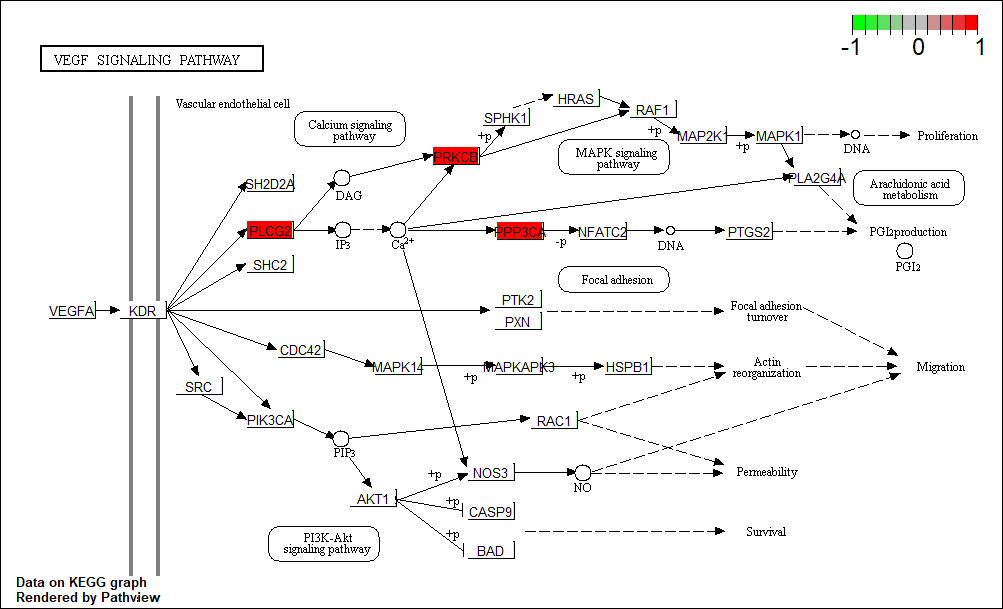 -1 0 1
VEGF SIGNALING PATHWAY
Vascular endothelial cell
Calcium signaling
pathway
HRAS
SPHK1
RAF1
+p
+p
MAP2K1
+p
MAPK1
DNA
Proliferation
PRKCB
MAPK signaling
pathway
PLA2G4A
Arachidonic acid
metabolism
SH2D2A
DAG
PLCG2
IP3
Ca2+
PPP3CA
-p
NFATC2
DNA
PTGS2
PGI2production
PGI2
SHC2
Focal adhesion
VEGFA
KDR
PTK2
PXN
Focal adhesion
turnover
CDC42
MAPK14
+p
MAPKAPK3
+p
HSPB1
Actin
reorganization
Migration
SRC
PIK3CA
PIP3
RAC1
NOS3
+p
NO
Permeability
AKT1
+p
CASP9
+p
BAD
Survival
PI3K-Akt
signaling pathway
Data on KEGG graph
Rendered by Pathview